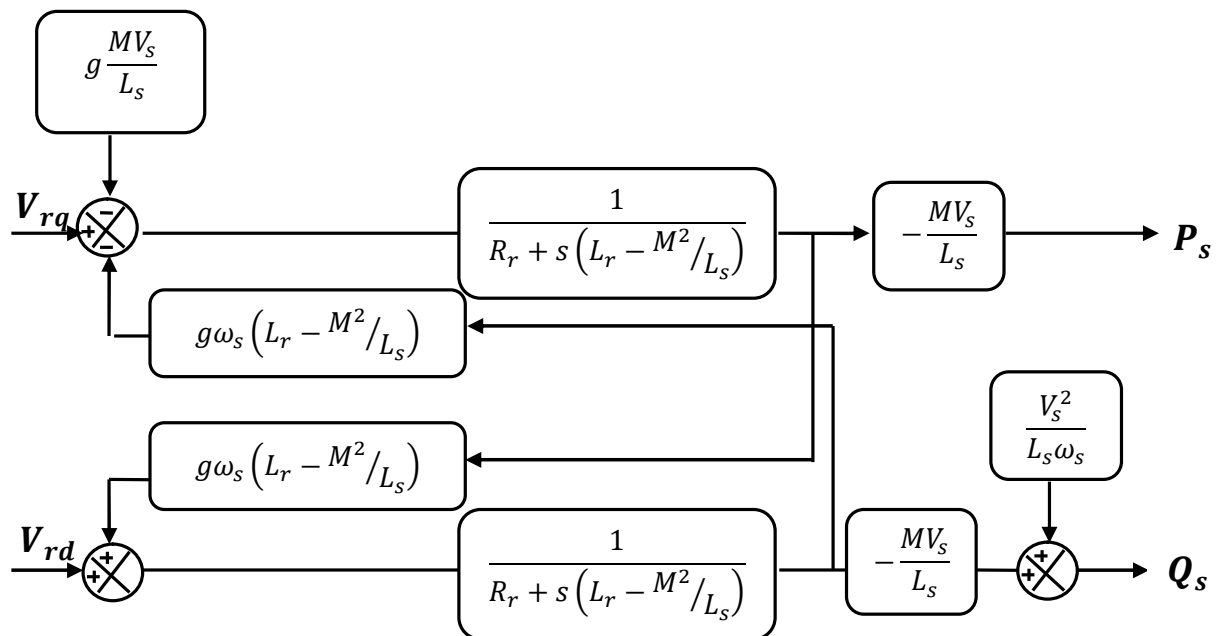 g MV_s/L_s
V_rq
+
−
−
1/(R_r + s(L_r − M²/L_s))
−MV_s/L_s
P_s
gω_s(L_r − M²/L_s)
gω_s(L_r − M²/L_s)
V_s²/(L_sω_s)
V_rd
+
+
1/(R_r + s(L_r − M²/L_s))
−MV_s/L_s
+
+
Q_s